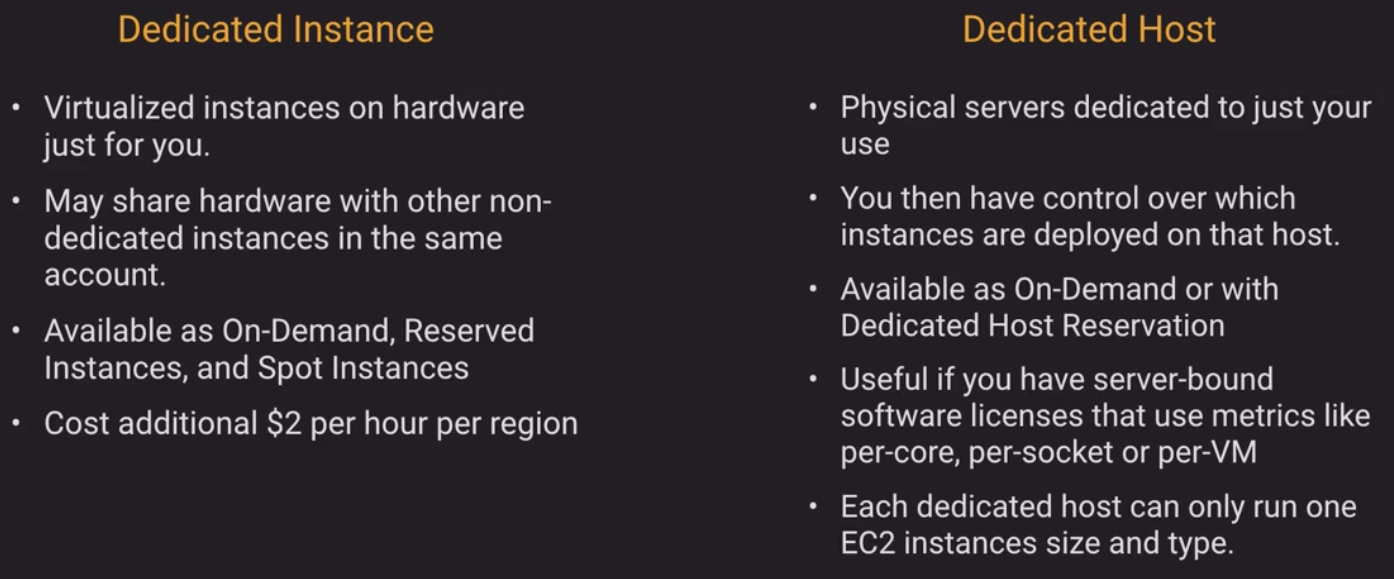 Dedicated Instance
• Virtualized instances on hardware
just for you.
• May share hardware with other non-
dedicated instances in the same
account.
• Available as On-Demand, Reserved
Instances, and Spot Instances
• Cost additional $2 per hour per region
Dedicated Host
• Physical servers dedicated to just your
use
• You then have control over which
instances are deployed on that host.
• Available as On-Demand or with
Dedicated Host Reservation
• Useful if you have server-bound
software licenses that use metrics like
per-core, per-socket or per-VM
• Each dedicated host can only run one
EC2 instances size and type.